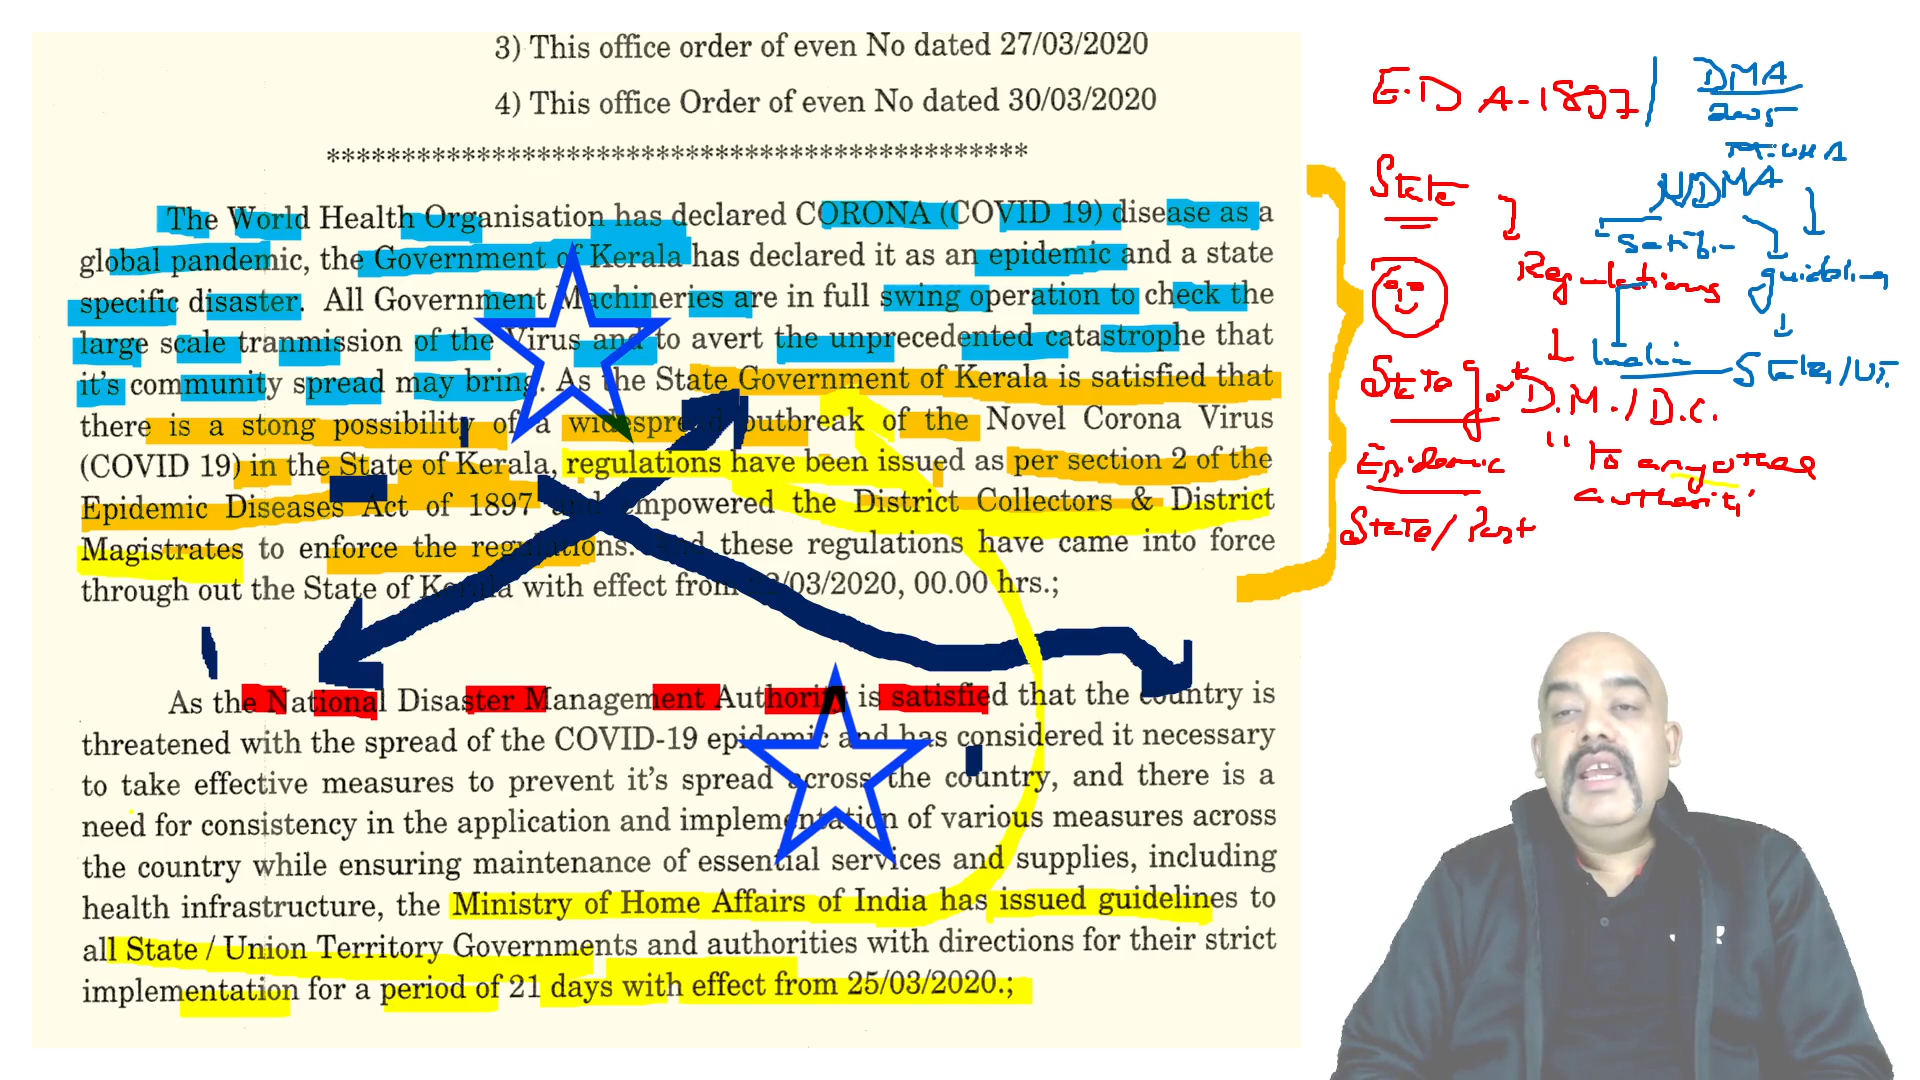 3) This office order of even No dated 27/03/2020
4) This office Order of even No dated 30/03/2020
***********************************************
The World Health Organisation has declared CORONA (COVID 19) disease as a
global pandemic, the Government of Kerala has declared it as an epidemic and a state
specific disaster. All Government Machineries are in full swing operation to check the
large scale tranmission of the Virus and to avert the unprecedented catastrophe that
it's community spread may bring. As the State Government of Kerala is satisfied that
there is a stong possibility of a widespread outbreak of the Novel Corona Virus
(COVID 19) in the State of Kerala, regulations have been issued as per section 2 of the
Epidemic Diseases Act of 1897 and empowered the District Collectors & District
Magistrates to enforce the regulations. And these regulations have came into force
through out the State of Kerala with effect from /03/2020, 00.00 hrs.;
As the National Disaster Management Authority is satisfied that the country is
threatened with the spread of the COVID-19 epidemic and has considered it necessary
to take effective measures to prevent it's spread across the country, and there is a
need for consistency in the application and implementation of various measures across
the country while ensuring maintenance of essential services and supplies, including
health infrastructure, the Ministry of Home Affairs of India has issued guidelines to
all State / Union Territory Governments and authorities with directions for their strict
implementation for a period of 21 days with effect from 25/03/2020.;
E.D A-1897 / DMA
2005
State
NDMA
Regulations
State Govt D.M./D.C.
States/UT.
Epidemic
"To any other
authority"
State/Part